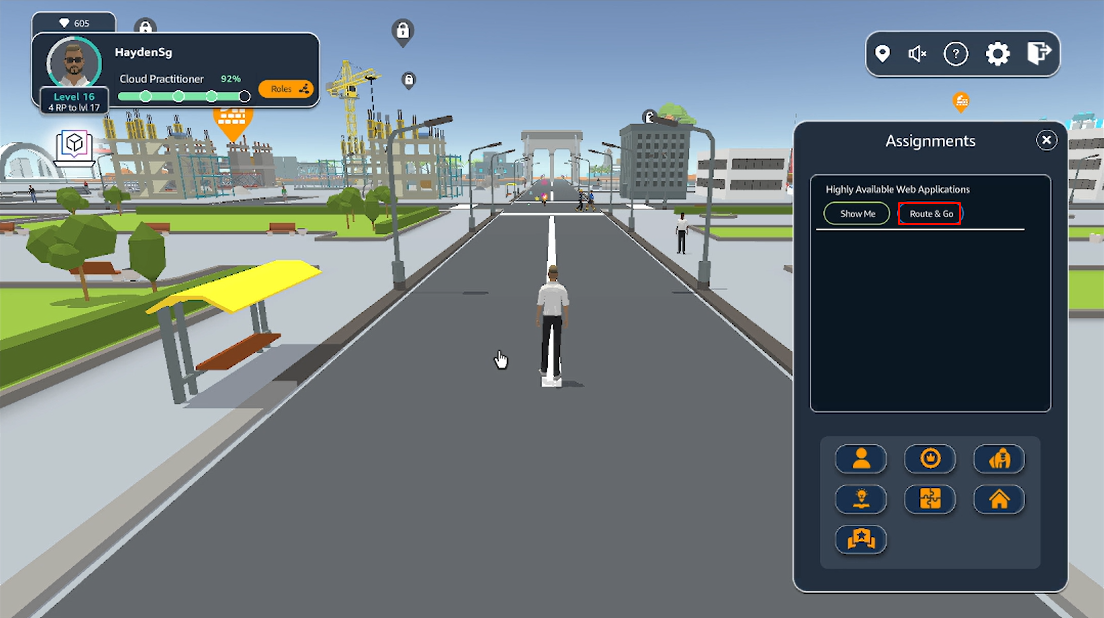 605
HaydenSg
Cloud Practitioner 92%
Roles
Level 16
4 RP to lvl 17
?
Assignments
Highly Available Web Applications
Show Me
Route & Go